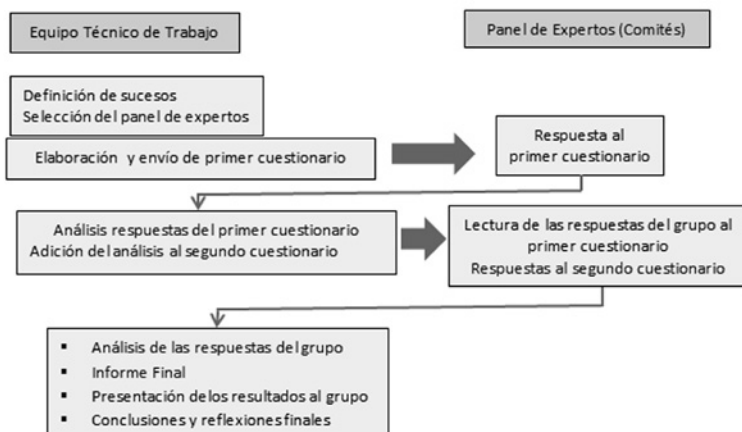 Equipo Técnico de Trabajo
Panel de Expertos (Comités)
Definición de sucesos
Selección del panel de expertos
Elaboración y envío de primer cuestionario
Respuesta al
primer cuestionario
Análisis respuestas del primer cuestionario
Adición del análisis al segundo cuestionario
Lectura de las respuestas del grupo al
primer cuestionario
Respuestas al segundo cuestionario
▪ Análisis de las respuestas del grupo
▪ Informe Final
▪ Presentación de los resultados al grupo
▪ Conclusiones y reflexiones finales